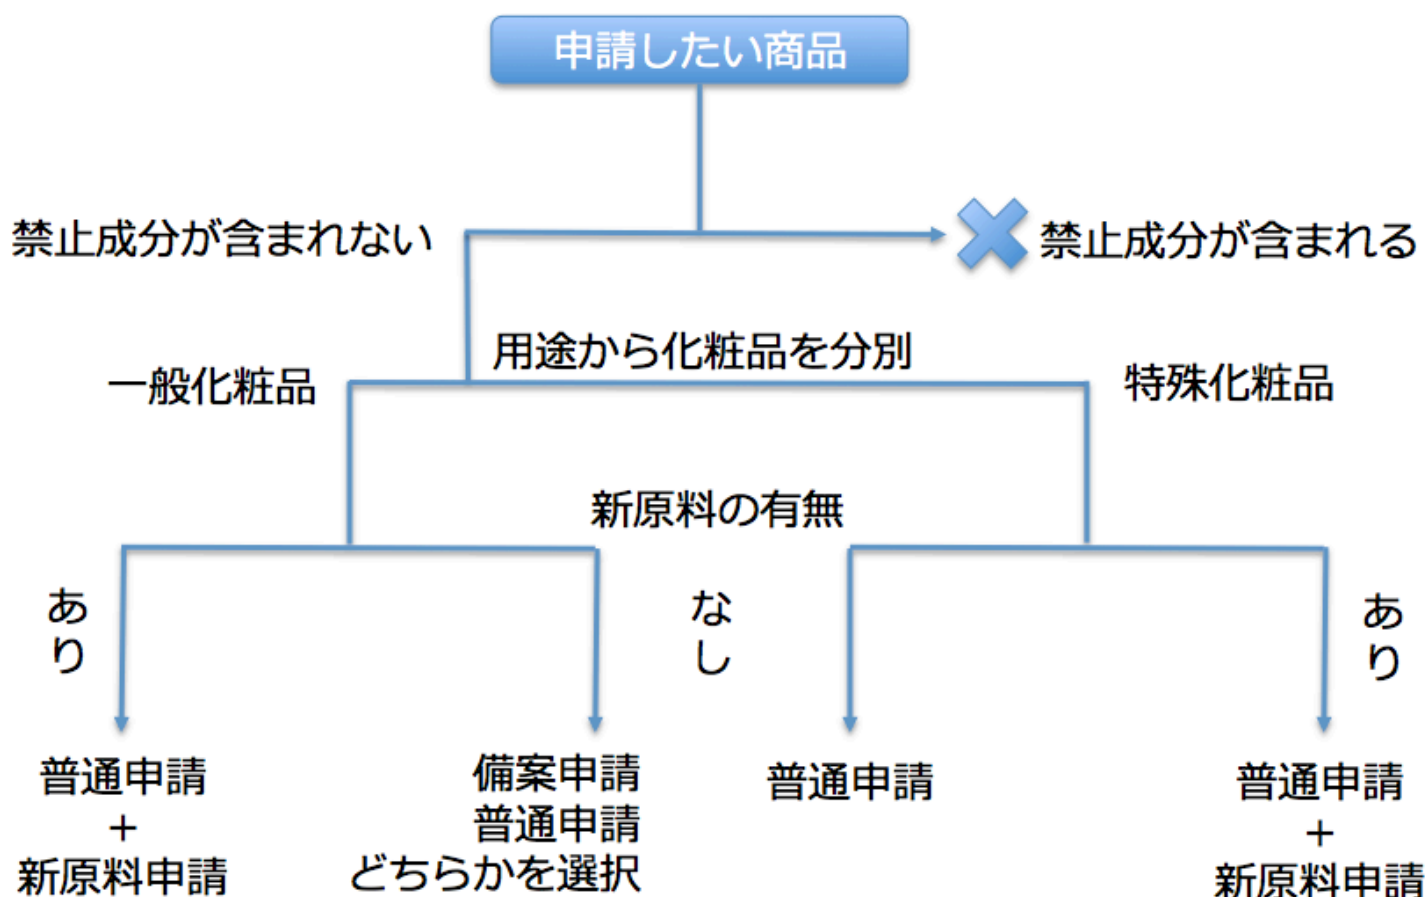 申請したい商品
禁止成分が含まれない
禁止成分が含まれる
用途から化粧品を分別
一般化粧品
特殊化粧品
新原料の有無
あり
なし
あり
普通申請
+
新原料申請
備案申請
普通申請
どちらかを選択
普通申請
普通申請
+
新原料申請